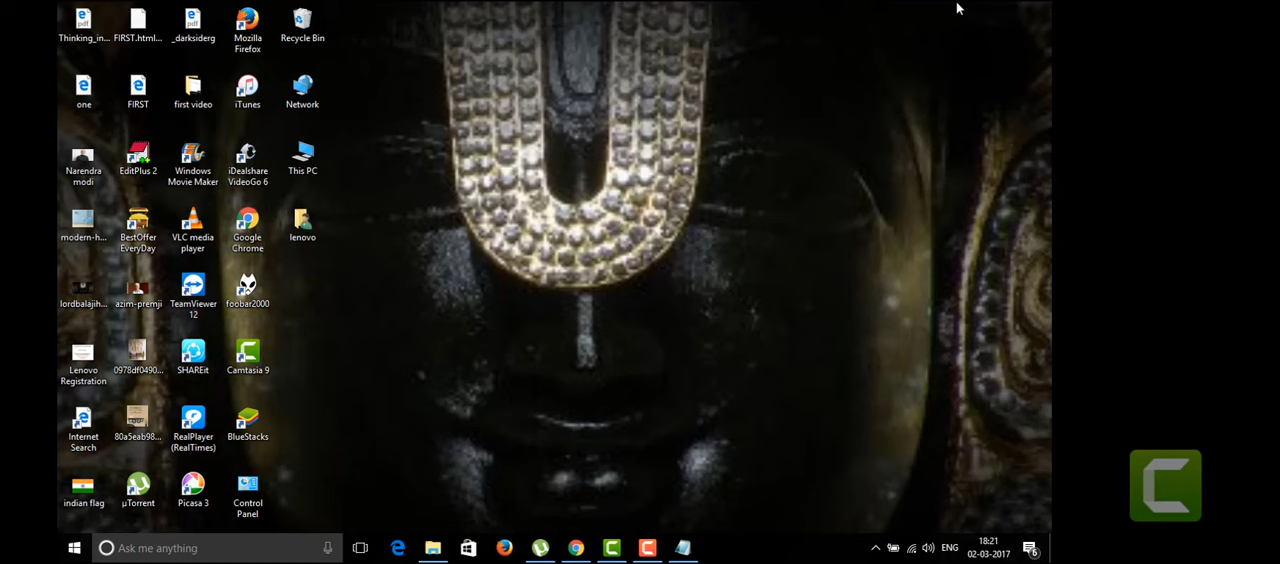 Thinking_in...
FIRST.html...
_darksiderg
Mozilla
Firefox
Recycle Bin
one
FIRST
first video
iTunes
Network
Narendra
modi
EditPlus 2
Windows
Movie Maker
iDealshare
VideoGo 6
This PC
modern-h...
BestOffer
EveryDay
VLC media
player
Google
Chrome
lenovo
lordbalajih...
azim-premji
TeamViewer
12
foobar2000
Lenovo
Registration
0978df0490...
SHAREit
Camtasia 9
Internet
Search
80a5eab98...
RealPlayer
(RealTimes)
BlueStacks
indian flag
µTorrent
Picasa 3
Control
Panel
Ask me anything
ENG
18:21
02-03-2017
6